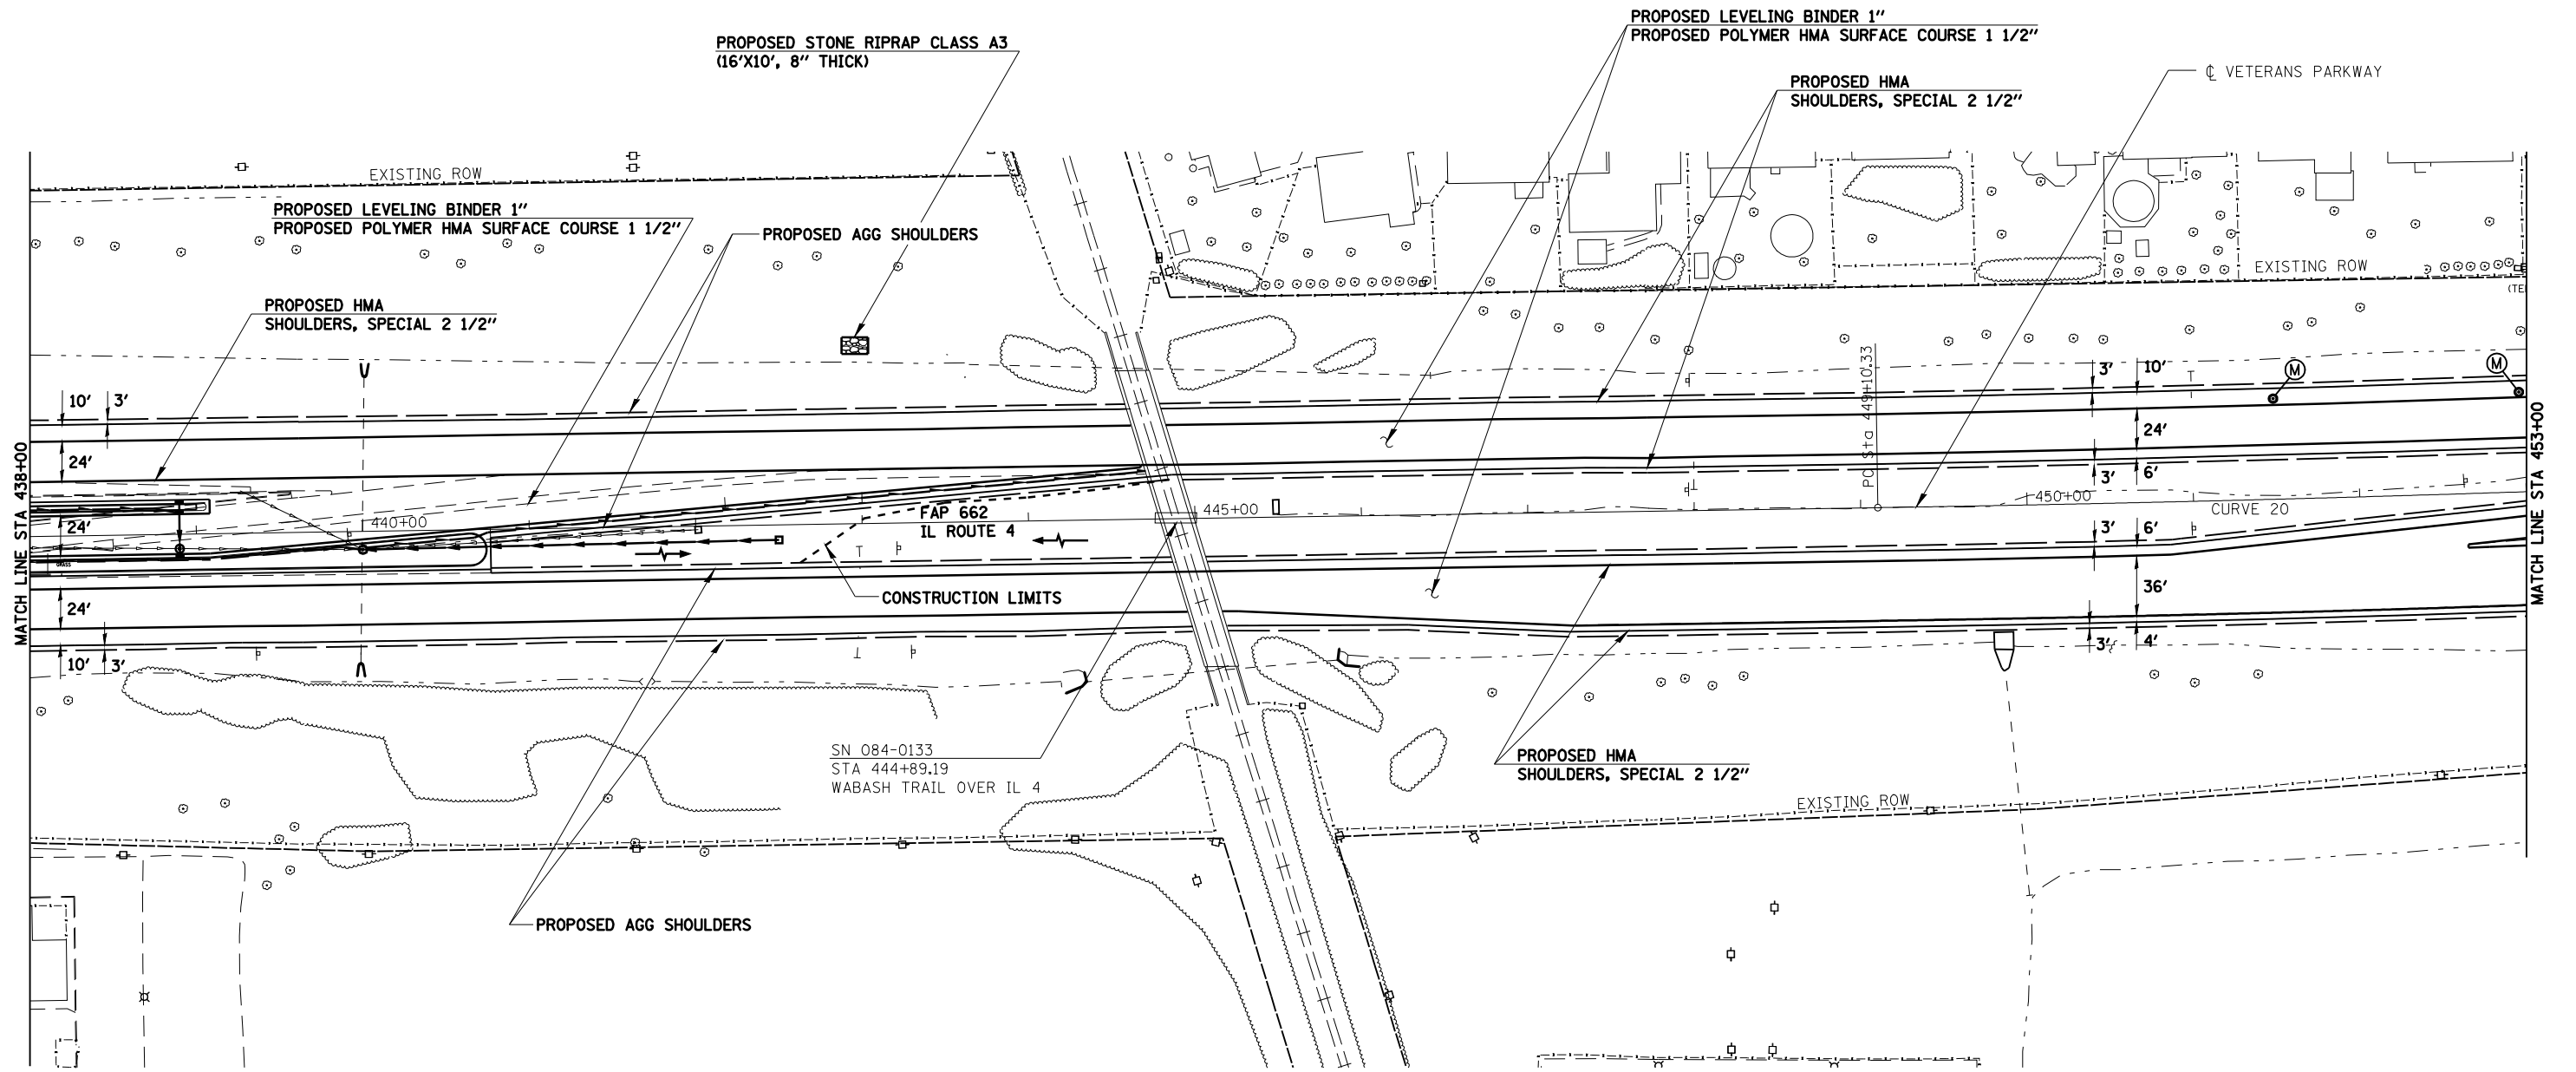 PROPOSED LEVELING BINDER 1"
PROPOSED POLYMER HMA SURFACE COURSE 1 1/2"
PROPOSED STONE RIPRAP CLASS A3
(16'X10', 8" THICK)
℄ VETERANS PARKWAY
PROPOSED HMA
SHOULDERS, SPECIAL 2 1/2"
EXISTING ROW
PROPOSED LEVELING BINDER 1"
PROPOSED POLYMER HMA SURFACE COURSE 1 1/2"
PROPOSED AGG SHOULDERS
EXISTING ROW
PROPOSED HMA
SHOULDERS, SPECIAL 2 1/2"
PC Sta 449+10.33
3'
10'
M
M
10'
3'
24'
24'
MATCH LINE STA 438+00
MATCH LINE STA 453+00
3'
6'
24'
440+00
FAP 662
IL ROUTE 4
445+00
450+00
CURVE 20
3'
6'
GRASS
CONSTRUCTION LIMITS
36'
24'
10'
3'
3'
4'
SN 084-0133
STA 444+89.19
WABASH TRAIL OVER IL 4
PROPOSED HMA
SHOULDERS, SPECIAL 2 1/2"
EXISTING ROW
PROPOSED AGG SHOULDERS